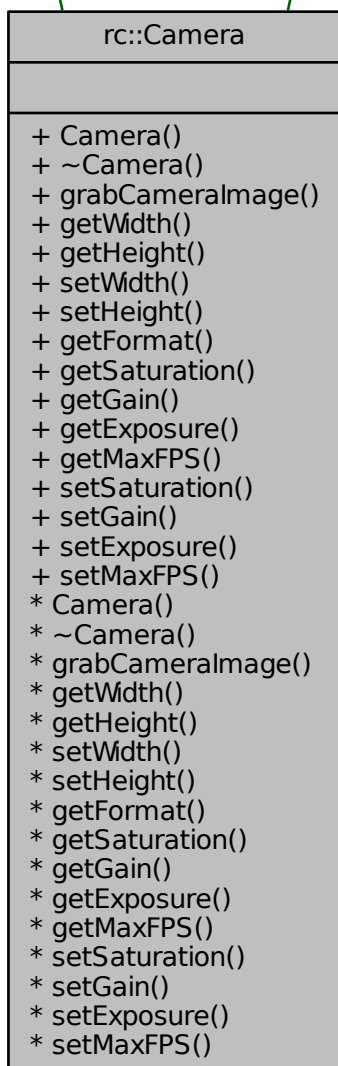 rc::Camera
+ Camera()
+ ~Camera()
+ grabCameraImage()
+ getWidth()
+ getHeight()
+ setWidth()
+ setHeight()
+ getFormat()
+ getSaturation()
+ getGain()
+ getExposure()
+ getMaxFPS()
+ setSaturation()
+ setGain()
+ setExposure()
+ setMaxFPS()
* Camera()
* ~Camera()
* grabCameraImage()
* getWidth()
* getHeight()
* setWidth()
* setHeight()
* getFormat()
* getSaturation()
* getGain()
* getExposure()
* getMaxFPS()
* setSaturation()
* setGain()
* setExposure()
* setMaxFPS()